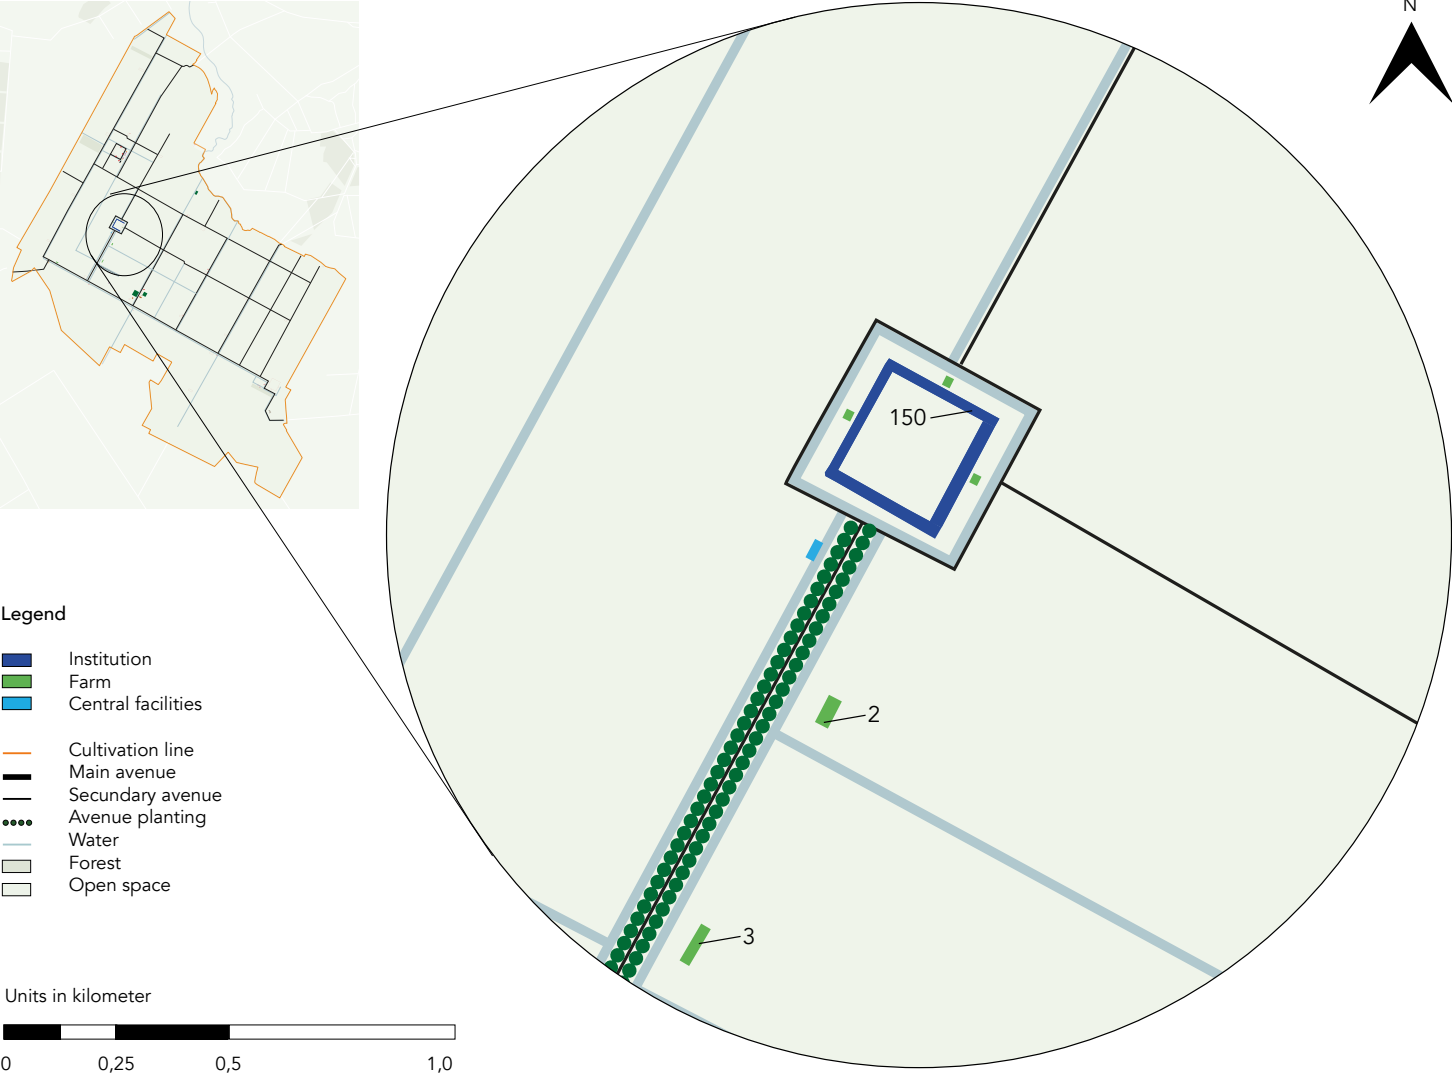 N
150
2
3
Legend
Institution
Farm
Central facilities
Cultivation line
Main avenue
Secundary avenue
Avenue planting
Water
Forest
Open space
Units in kilometer
0 0,25 0,5 1,0